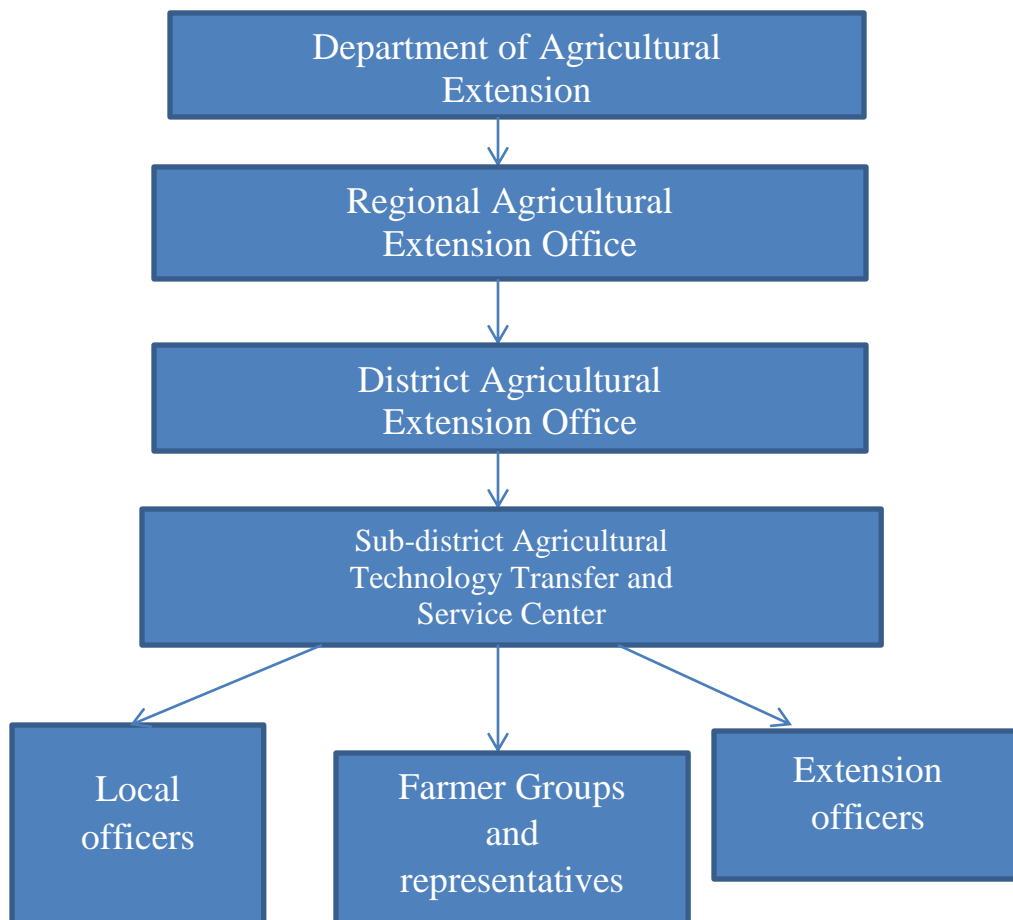 Department of Agricultural
Extension
Regional Agricultural
Extension Office
District Agricultural
Extension Office
Sub-district Agricultural
Technology Transfer and
Service Center
Local
officers
Farmer Groups
and
representatives
Extension
officers